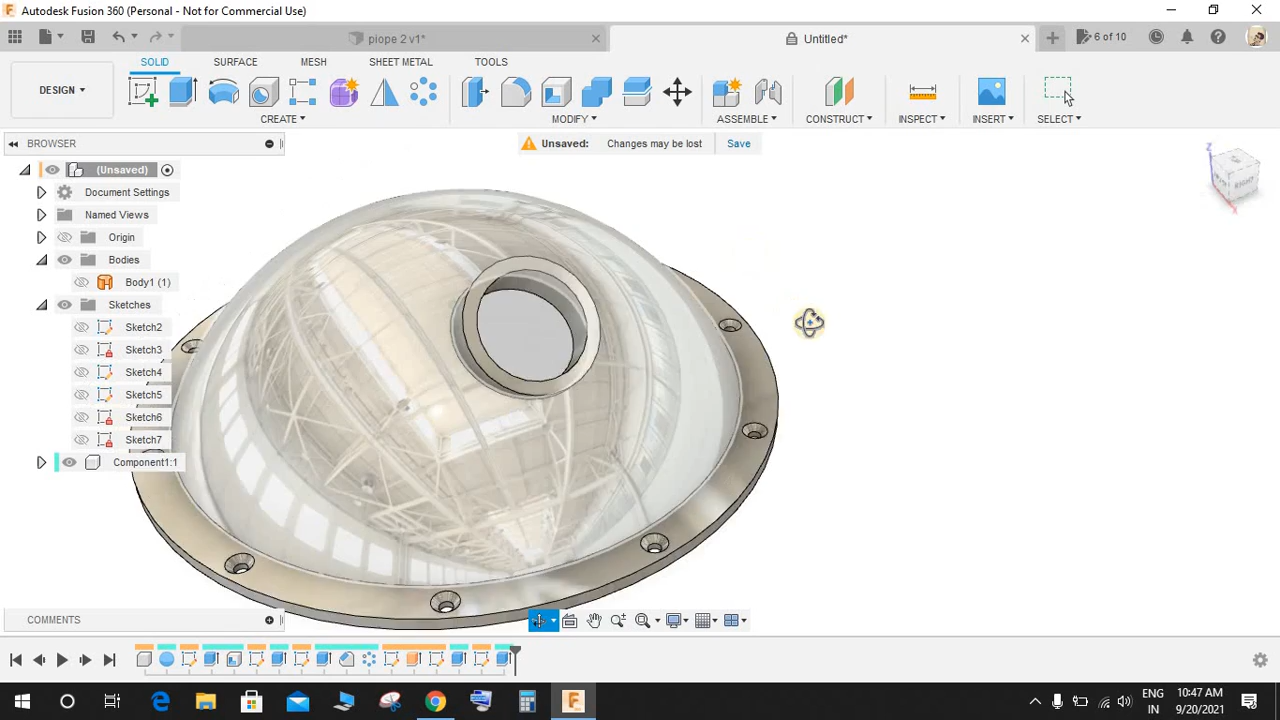 Autodesk Fusion 360 (Personal - Not for Commercial Use)
piope 2 v1*
Untitled*
6 of 10
SOLID
SURFACE
MESH
SHEET METAL
TOOLS
DESIGN
CREATE
MODIFY
ASSEMBLE
CONSTRUCT
INSPECT
INSERT
SELECT
BROWSER
Unsaved: Changes may be lost Save
(Unsaved)
Document Settings
Named Views
Origin
Bodies
Body1 (1)
Sketches
Sketch2
Sketch3
Sketch4
Sketch5
Sketch6
Sketch7
Component1:1
Z
RIGHT
COMMENTS
ENG
IN
10:47 AM
9/20/2021